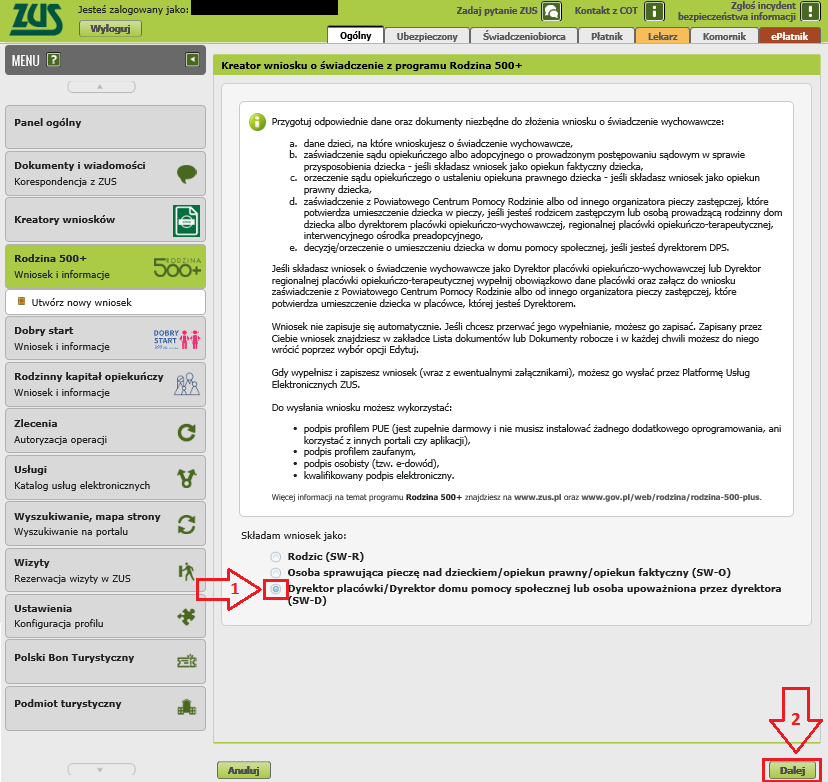 ZUS
Jesteś zalogowany jako:
Wyloguj
Zadaj pytanie ZUS
Kontakt z COT
Zgłoś incydent
bezpieczeństwa informacji
Ogólny
Ubezpieczony
Świadczeniobiorca
Płatnik
Lekarz
Komornik
ePłatnik
MENU ?
Panel ogólny
Dokumenty i wiadomości
Korespondencja z ZUS
Kreatory wniosków
Rodzina 500+
Wnioski i informacje
RODZINA
500+
Utwórz nowy wniosek
Dobry start
Wnioski i informacje
DOBRY
START
Rodzinny kapitał opiekuńczy
Wnioski i informacje
Zlecenia
Autoryzacja operacji
Usługi
Katalog usług elektronicznych
Wyszukiwanie, mapa strony
Wyszukiwanie na portalu
Wizyty
Rezerwacja wizyty w ZUS
Ustawienia
Konfiguracja profilu
Polski Bon Turystyczny
Podmiot turystyczny
Kreator wniosku o świadczenie z programu Rodzina 500+
Przygotuj odpowiednie dane oraz dokumenty niezbędne do złożenia wniosku o świadczenie wychowawcze:
a. dane dzieci, na które wnioskujesz o świadczenie wychowawcze,
b. zaświadczenie sądu opiekuńczego albo adopcyjnego o prowadzonym postępowaniu sądowym w sprawie
przysposobienia dziecka - jeśli składasz wniosek jako opiekun faktyczny dziecka,
c. orzeczenie sądu opiekuńczego o ustaleniu opiekuna prawnego dziecka - jeśli składasz wniosek jako opiekun
prawny dziecka,
d. zaświadczenie z Powiatowego Centrum Pomocy Rodzinie albo od innego organizatora pieczy zastępczej, które
potwierdza umieszczenie dziecka w pieczy, jeśli jesteś rodzicem zastępczym lub osobą prowadzącą rodzinny dom
dziecka albo dyrektorem placówki opiekuńczo-wychowawczej, regionalnej placówki opiekuńczo-terapeutycznej,
interwencyjnego ośrodka preadopcyjnego,
e. decyzję/orzeczenie o umieszczeniu dziecka w domu pomocy społecznej, jeśli jesteś dyrektorem DPS.
Jeśli składasz wniosek o świadczenie wychowawcze jako Dyrektor placówki opiekuńczo-wychowawczej lub Dyrektor
regionalnej placówki opiekuńczo-terapeutycznej wypełnij obowiązkowo dane placówki oraz załącz do wniosku
zaświadczenie z Powiatowego Centrum Pomocy Rodzinie albo od innego organizatora pieczy zastępczej, które
potwierdza umieszczenie dziecka w placówce, której jesteś Dyrektorem.
Wniosek nie zapisuje się automatycznie. Jeśli chcesz przerwać jego wypełnianie, możesz go zapisać. Zapisany przez
Ciebie wniosek znajdziesz w zakładce Lista dokumentów lub Dokumenty robocze i w każdej chwili możesz do niego
wrócić poprzez wybór opcji Edytuj.
Gdy wypełnisz i zapiszesz wniosek (wraz z ewentualnymi załącznikami), możesz go wysłać przez Platformę Usług
Elektronicznych ZUS.
Do wysłania wniosku możesz wykorzystać:
• podpis profilem PUE (jest zupełnie darmowy i nie musisz instalować żadnego dodatkowego oprogramowania, ani
korzystać z innych portali czy aplikacji),
• podpis profilem zaufanym,
• podpis osobisty (tzw. e-dowód),
• kwalifikowany podpis elektroniczny.
Więcej informacji na temat programu Rodzina 500+ znajdziesz na www.zus.pl oraz www.gov.pl/web/rodzina/rodzina-500-plus.
Składam wniosek jako:
Rodzic (SW-R)
Osoba sprawująca pieczę nad dzieckiem/opiekun prawny/opiekun faktyczny (SW-O)
1
Dyrektor placówki/Dyrektor domu pomocy społecznej lub osoba upoważniona przez dyrektora
(SW-D)
2
Anuluj
Dalej